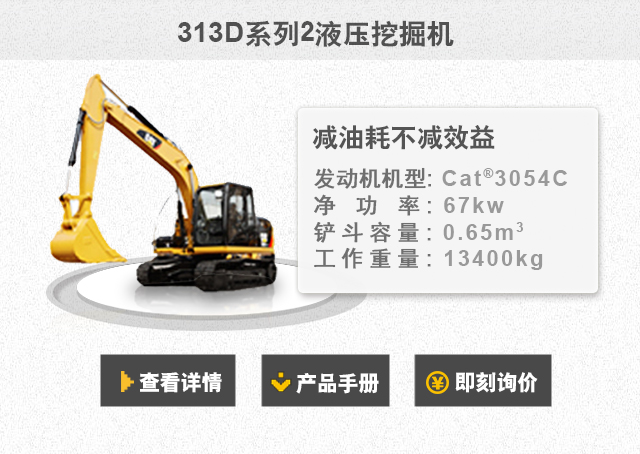 313D系列2液压挖掘机
减油耗不减效益
发动机机型: Cat®3054C
净 功 率: 67kw
铲斗容量: 0.65m³
工作重量: 13400kg
查看详情
产品手册
即刻询价